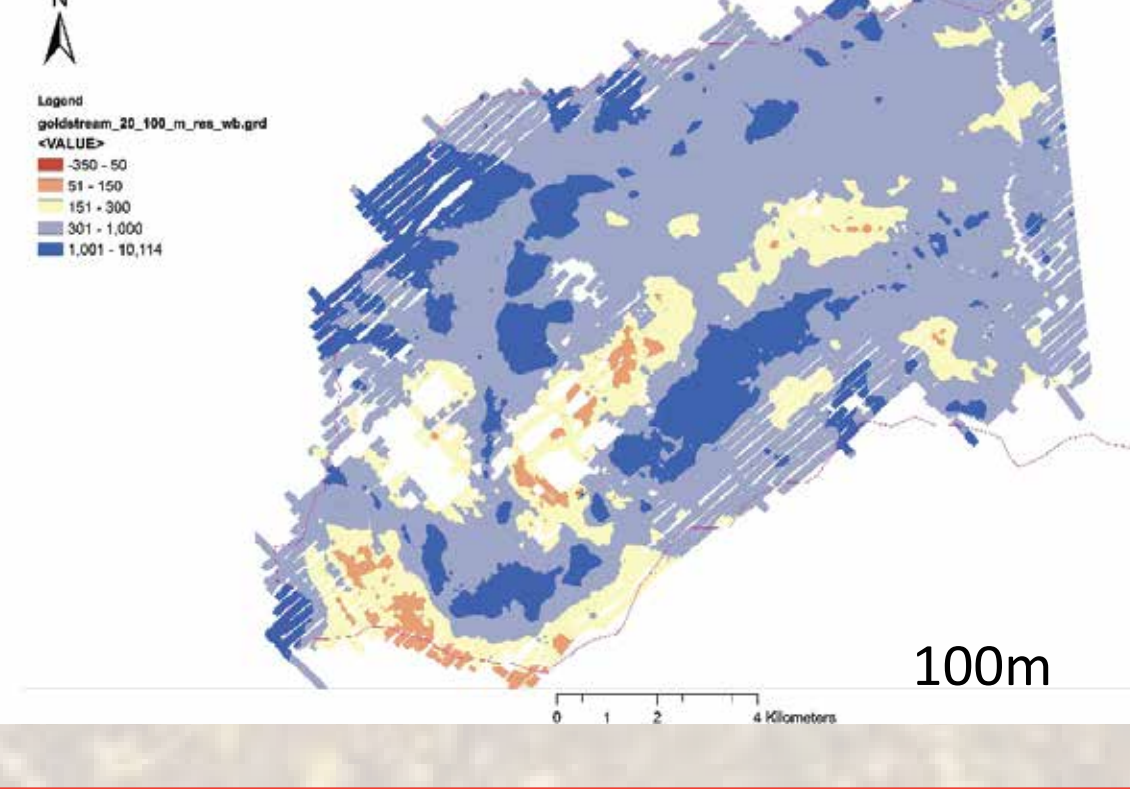 N
Legend
goldstream_20_100_m_res_wb.grd
<VALUE>
-350 - 50
51 - 150
151 - 300
301 - 1,000
1,001 - 10,114
100m
0 1 2 4 Kilometers